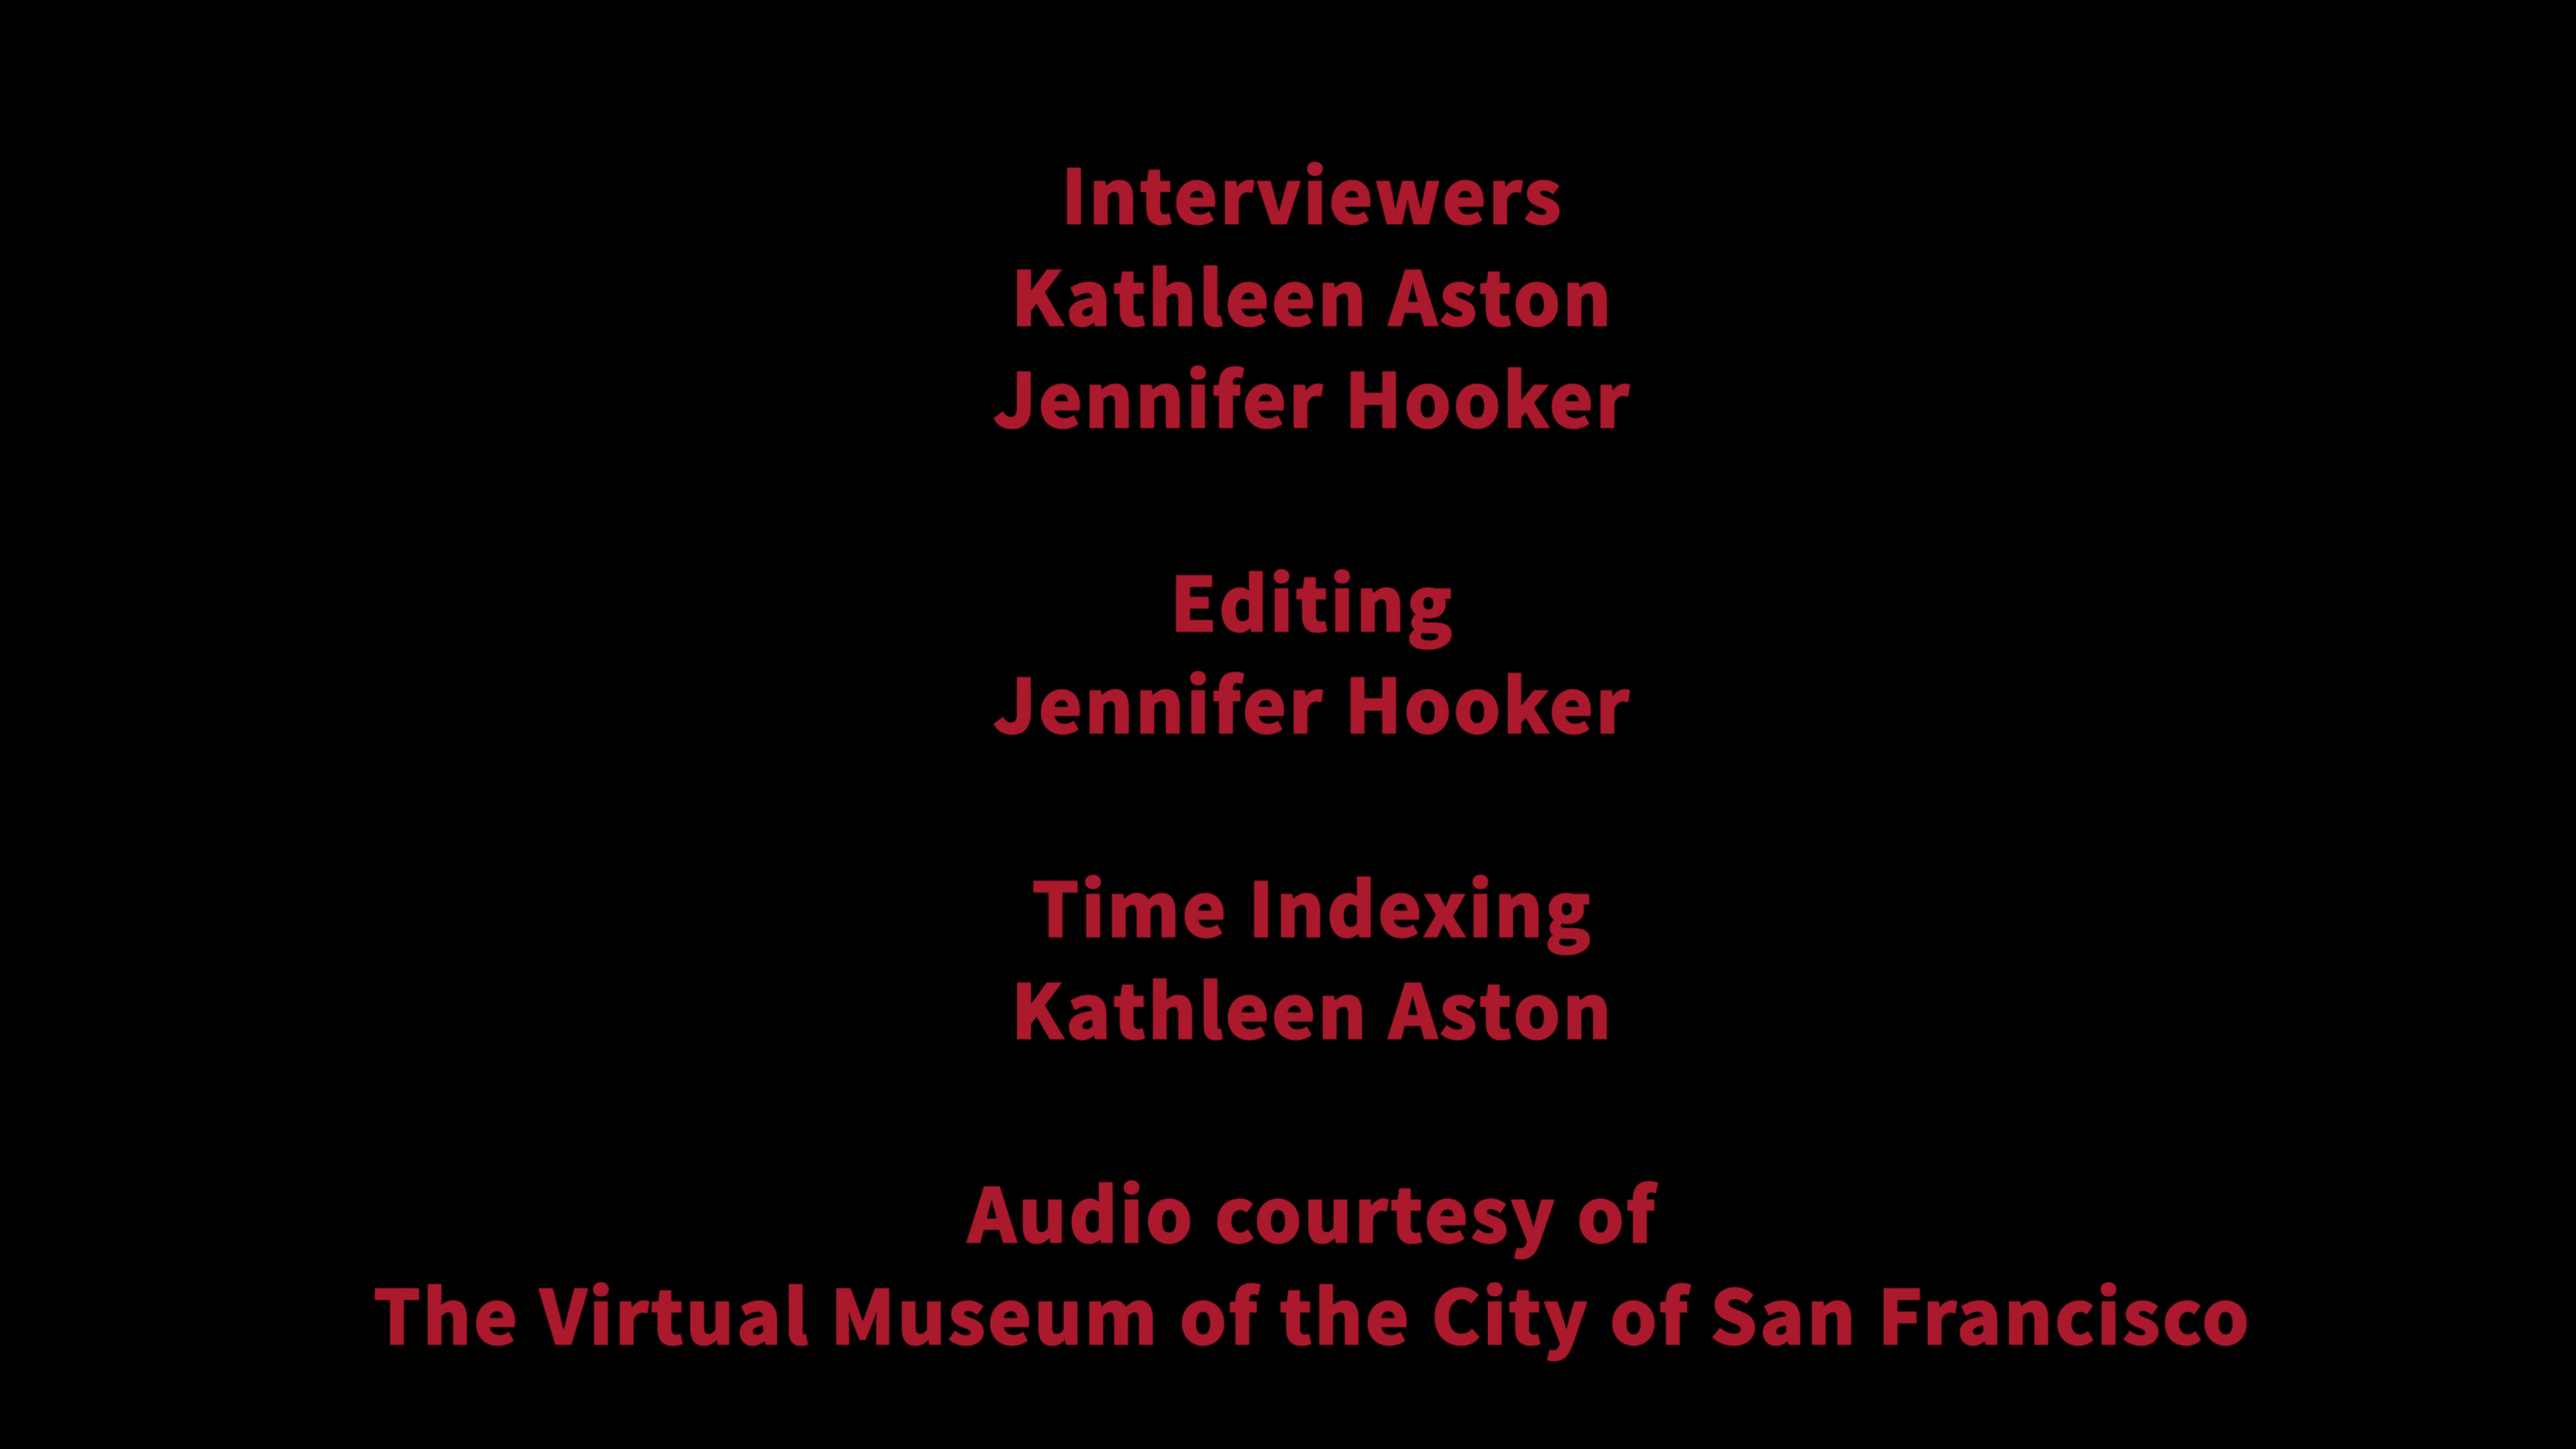 Interviewers
Kathleen Aston
Jennifer Hooker
Editing
Jennifer Hooker
Time Indexing
Kathleen Aston
Audio courtesy of
The Virtual Museum of the City of San Francisco